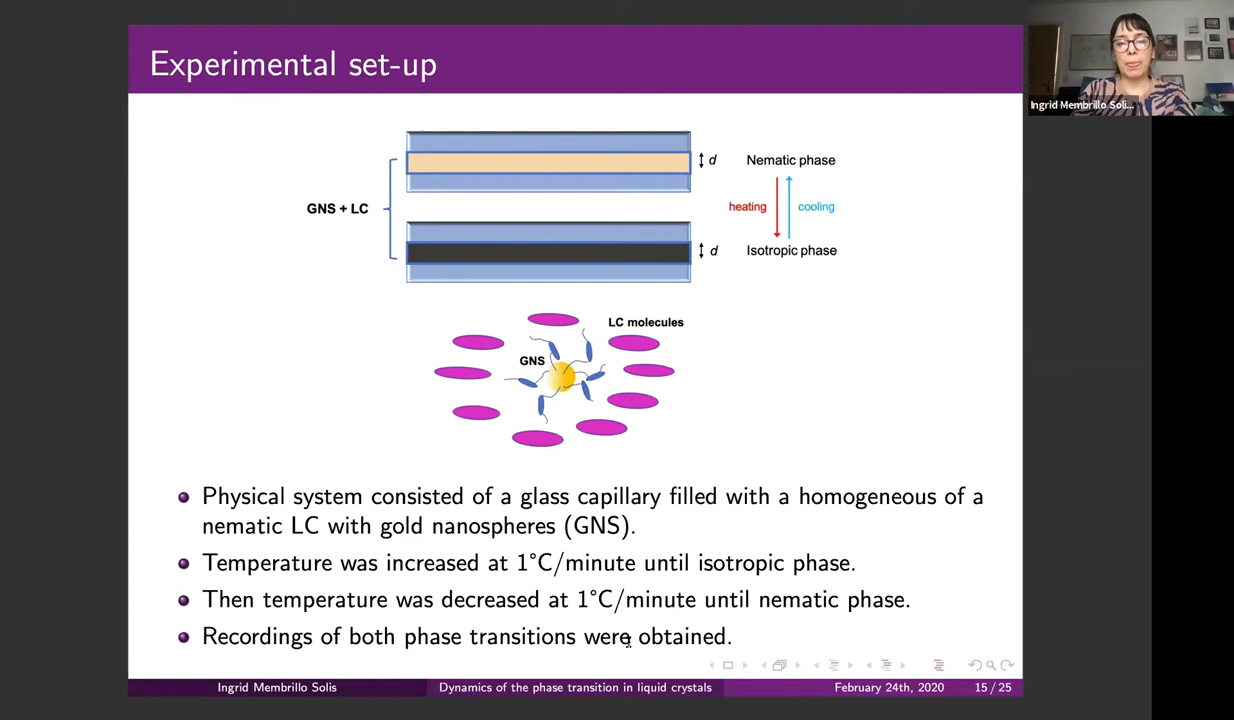 Experimental set-up
Ingrid Membrillo Solis...
GNS + LC
d
Nematic phase
heating
cooling
d
Isotropic phase
LC molecules
GNS
Physical system consisted of a glass capillary filled with a homogeneous of a
nematic LC with gold nanospheres (GNS).
Temperature was increased at 1°C/minute until isotropic phase.
Then temperature was decreased at 1°C/minute until nematic phase.
Recordings of both phase transitions were obtained.
Ingrid Membrillo Solis
Dynamics of the phase transition in liquid crystals
February 24th, 2020
15 / 25